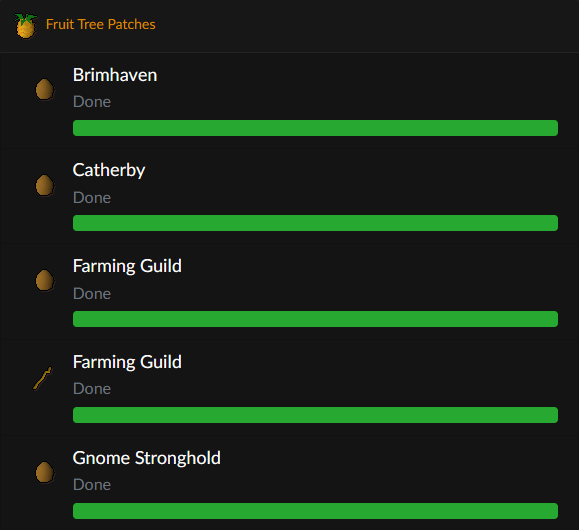 Fruit Tree Patches
Brimhaven
Done
Catherby
Done
Farming Guild
Done
Farming Guild
Done
Gnome Stronghold
Done